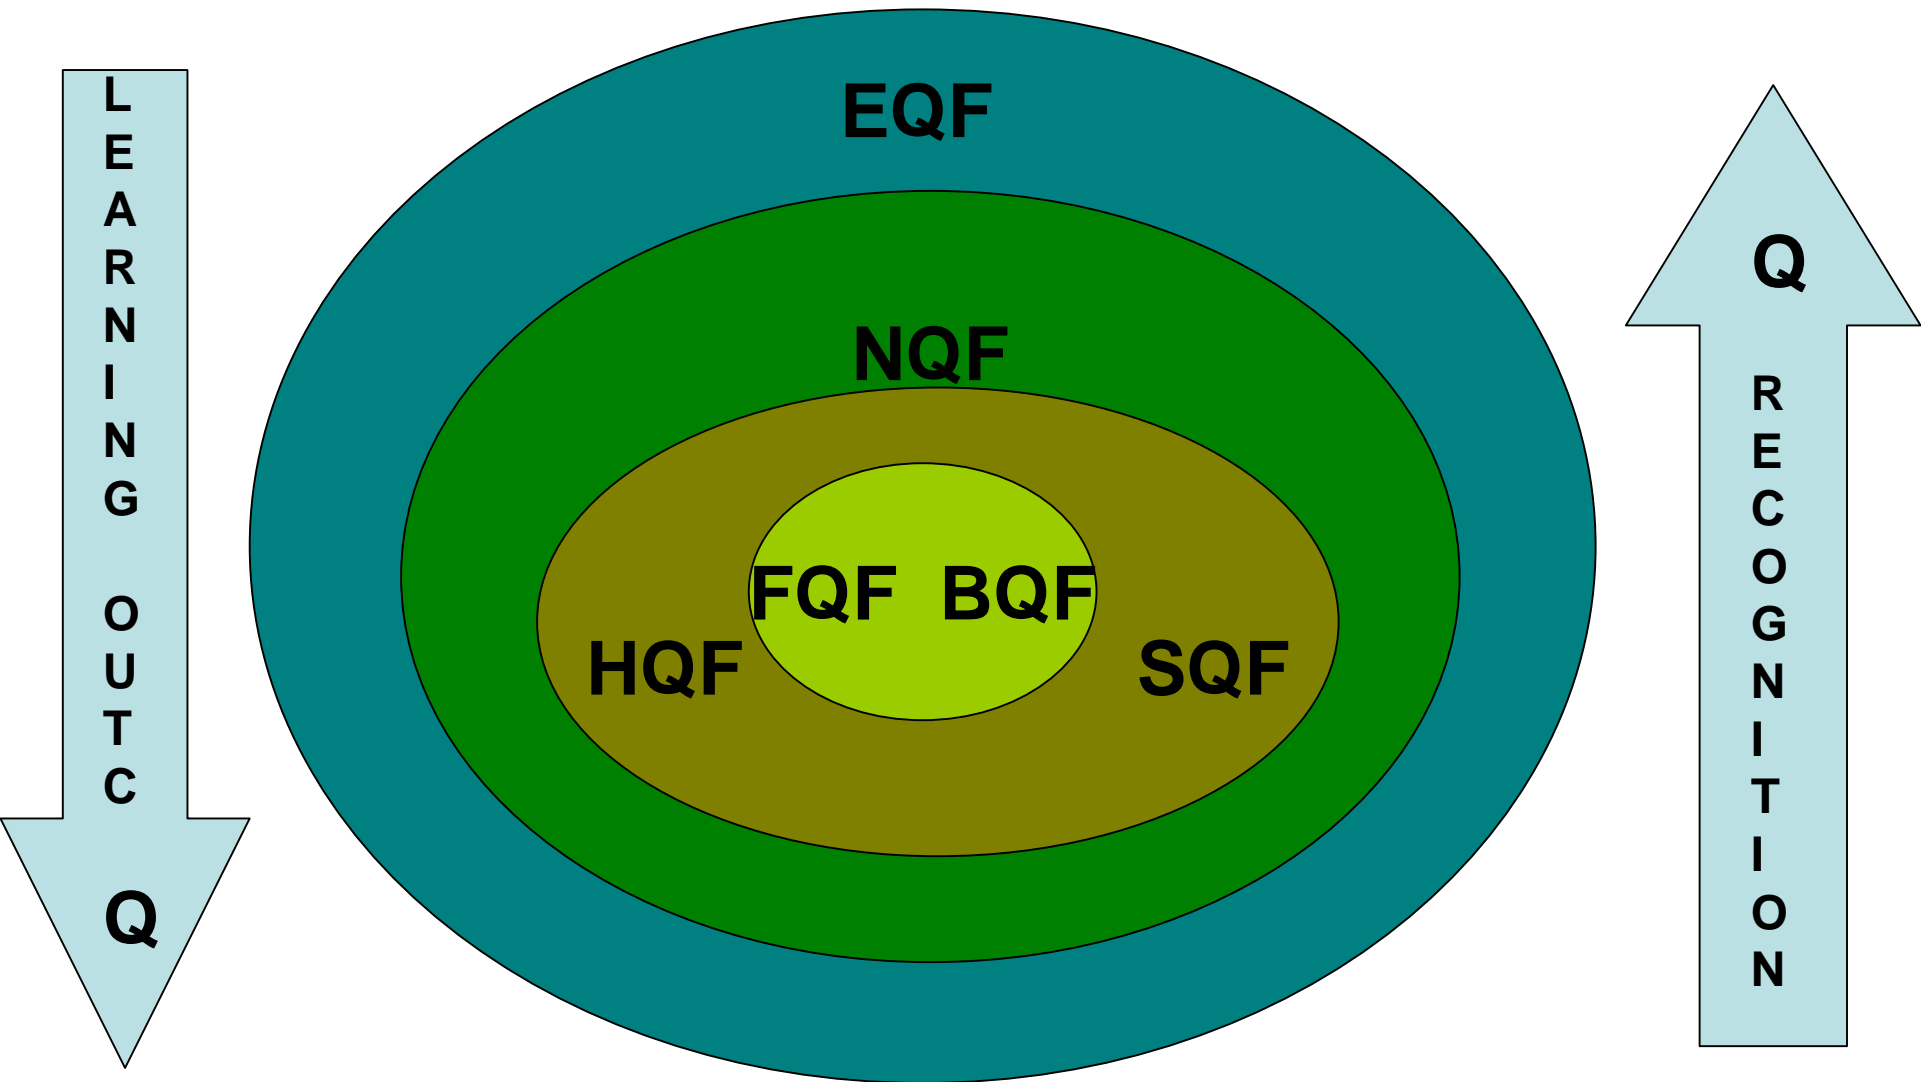 LEARNING OUTC Q
EQF
NQF
FQF BQF
HQF SQF
Q RECOGNITION